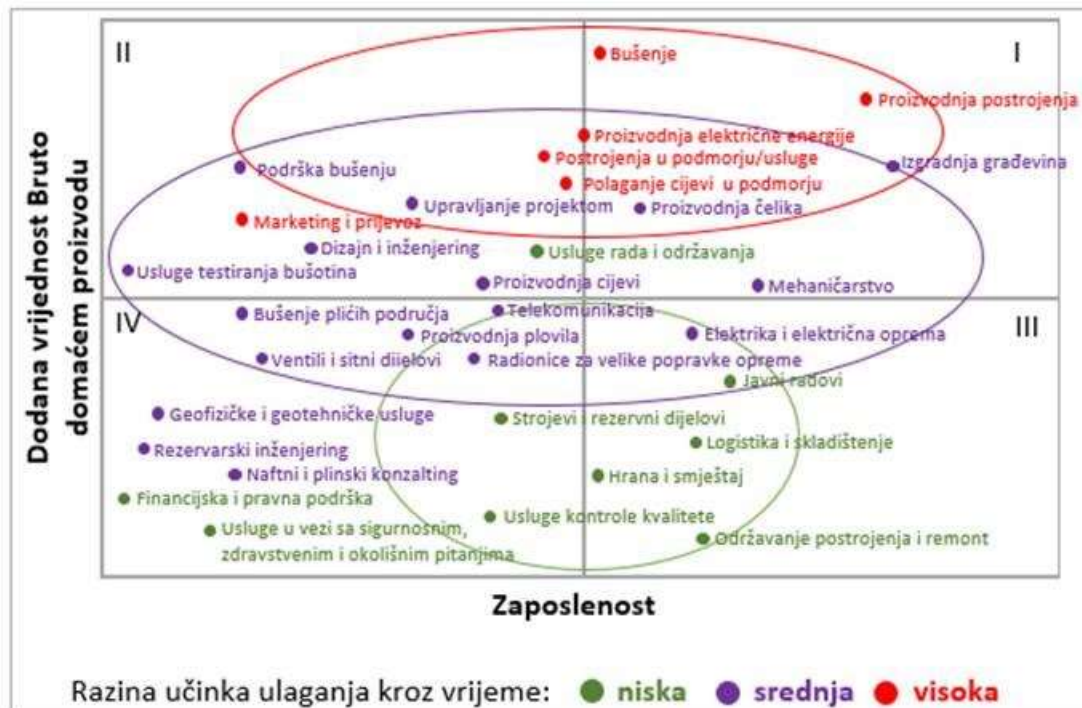 II
I
Bušenje
Proizvodnja postrojenja
Proizvodnja električne energije
Postrojenja u podmorju/usluge
Izgradnja građevina
Podrška bušenju
Polaganje cijevi u podmorju
Upravljanje projektom
Proizvodnja čelika
Marketing i prijevoz
Dizajn i inženjering
Usluge rada i održavanja
Usluge testiranja bušotina
Proizvodnja cijevi
Mehaničarstvo
Dodana vrijednost Bruto
domaćem proizvodu
IV
III
Bušenje plićih područja
Telekomunikacija
Proizvodnja plovila
Elektrika i električna oprema
Ventili i sitni dijelovi
Radionice za velike popravke opreme
Javni radovi
Geofizičke i geotehničke usluge
Strojevi i rezervni dijelovi
Logistika i skladištenje
Rezervarski inženjering
Naftni i plinski konzalting
Hrana i smještaj
Financijska i pravna podrška
Usluge kontrole kvalitete
Usluge u vezi sa sigurnosnim,
zdravstvenim i okolišnim pitanjima
Održavanje postrojenja i remont
Zaposlenost
Razina učinka ulaganja kroz vrijeme: niska srednja visoka